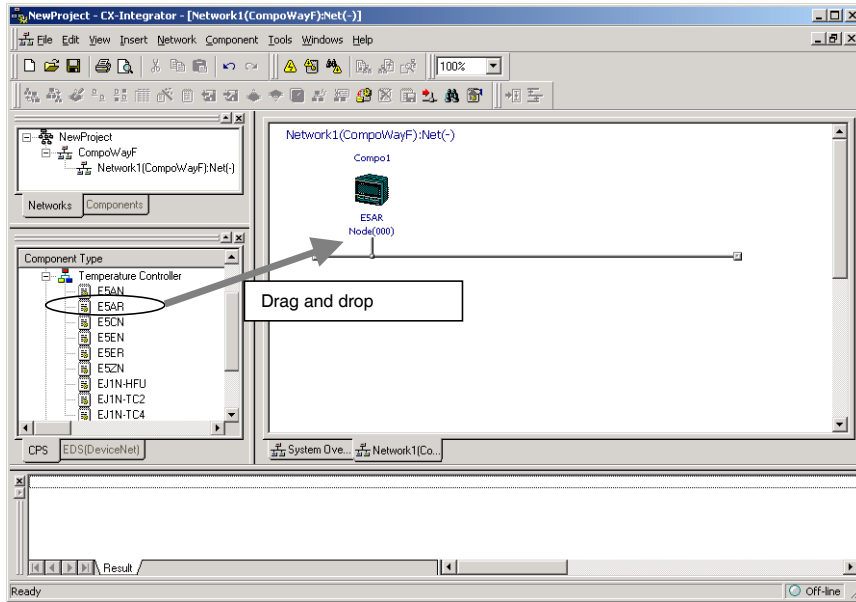 NewProject - CX-Integrator - [Network1(CompoWayF):Net(-)]
File Edit View Insert Network Component Tools Windows Help
100%
NewProject
CompoWayF
Network1(CompoWayF):Net(-)
Networks Components
Component Type
Temperature Controller
E5AN
E5AR
E5CN
E5EN
E5ER
E5ZN
EJ1N-HFU
EJ1N-TC2
EJ1N-TC4
CPS EDS(DeviceNet)
Network1(CompoWayF):Net(-)
Compo1
E5AR
Node(000)
Drag and drop
System Ove... Network1(Co...
Result
Ready
Off-line